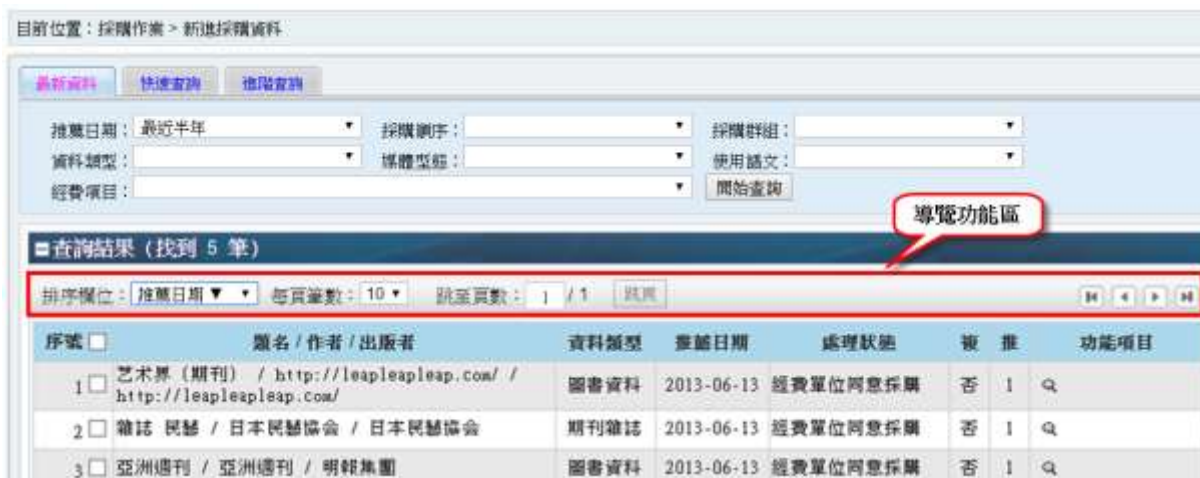 目前位置：採購作業 > 新進採購資料
最新資料 快速查詢 進階查詢
推薦日期： 最近半年 採購順序： 採購群組：
資料類型： 媒體型態： 使用語文：
經費項目： 開始查詢
導覽功能區
查詢結果（找到 5 筆）
排序欄位： 推薦日期▼ 每頁筆數： 10 跳至頁數： 1 / 1 跳頁
序號 題名 / 作者 / 出版者 資料類型 推薦日期 處理狀態 複 推 功能項目
1 艺术界（期刊） / http://leapleapleap.com/ / 圖書資料 2013-06-13 經費單位同意採購 否 1
http://leapleapleap.com/
2 雜誌 民藝 / 日本民藝協会 / 日本民藝協会 期刊雜誌 2013-06-13 經費單位同意採購 否 1
3 亞洲週刊 / 亞洲週刊 / 明報集團 圖書資料 2013-06-13 經費單位同意採購 否 1